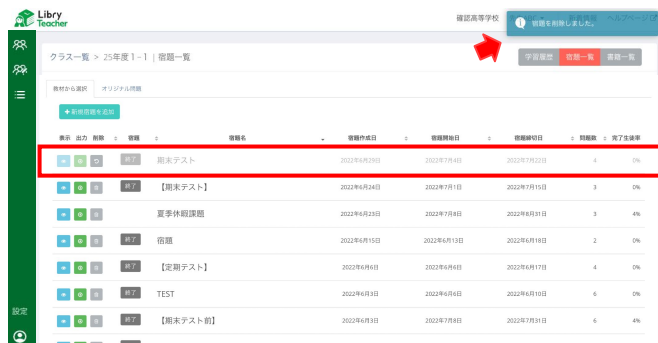 Libry
Teacher
確認高等学校
宿題を削除しました。
クラス一覧 > 25年度1-1 | 宿題一覧
学習履歴 宿題一覧 書籍一覧
教材から選択 オリジナル問題
+新規宿題を追加
表示 出力 削除 宿題 宿題名 宿題作成日 宿題開始日 宿題締切日 問題数 完了生徒率
終了 期末テスト 2022年6月29日 2022年7月4日 2022年7月22日 4 0%
終了 【期末テスト】 2022年6月24日 2022年7月1日 2022年7月15日 3 0%
夏季休暇課題 2022年6月23日 2022年7月8日 2022年8月31日 3 4%
終了 宿題 2022年6月15日 2022年6月13日 2022年6月18日 2 0%
終了 【定期テスト】 2022年6月6日 2022年6月6日 2022年6月17日 4 0%
終了 TEST 2022年6月3日 2022年6月6日 2022年6月10日 6 0%
終了 【期末テスト前】 2022年6月3日 2022年7月8日 2022年7月31日 6 4%
設定